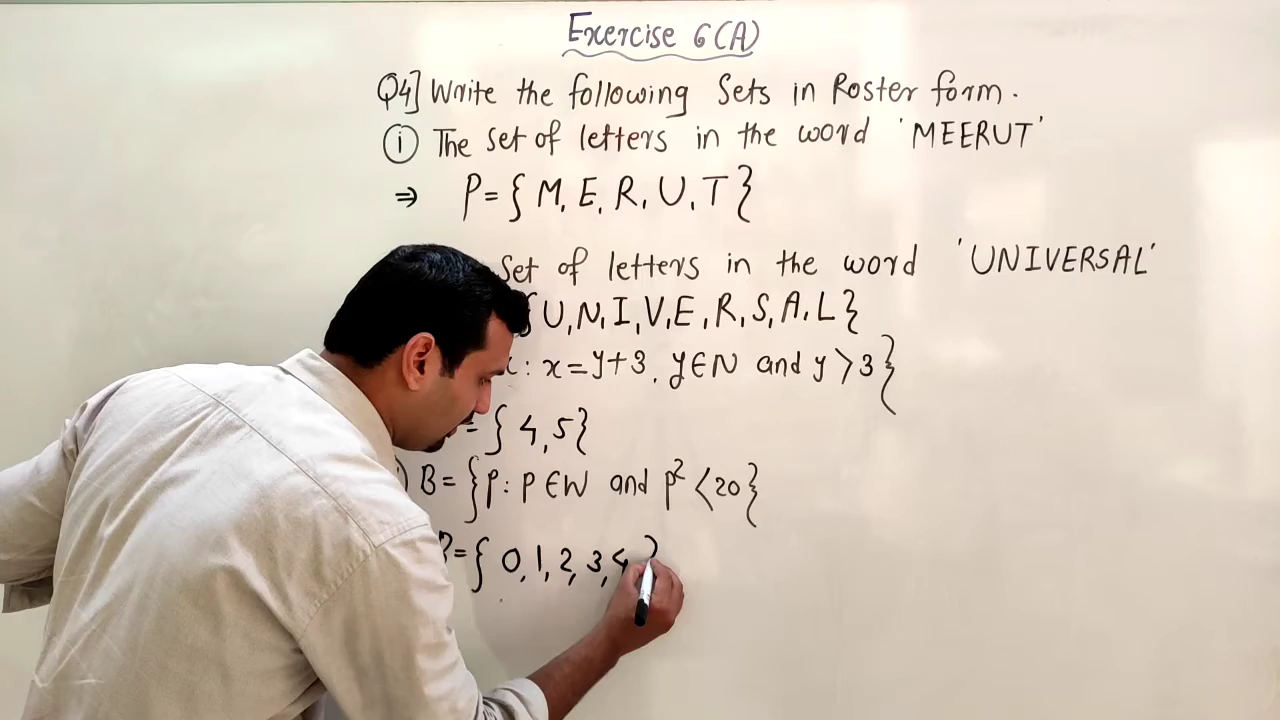 Exercise 6(A)
Q4] Write the following Sets in Roster form.
(i) The set of letters in the word 'MEERUT'
⇒ P = { M, E, R, U, T }
Set of letters in the word 'UNIVERSAL'
{ U, N, I, V, E, R, S, A, L }
: x = y + 3, y ∈ N and y > 3 }
= { 4, 5 }
) B = { p : p ∈ W and p² < 20 }
= { 0, 1, 2, 3, 4 }